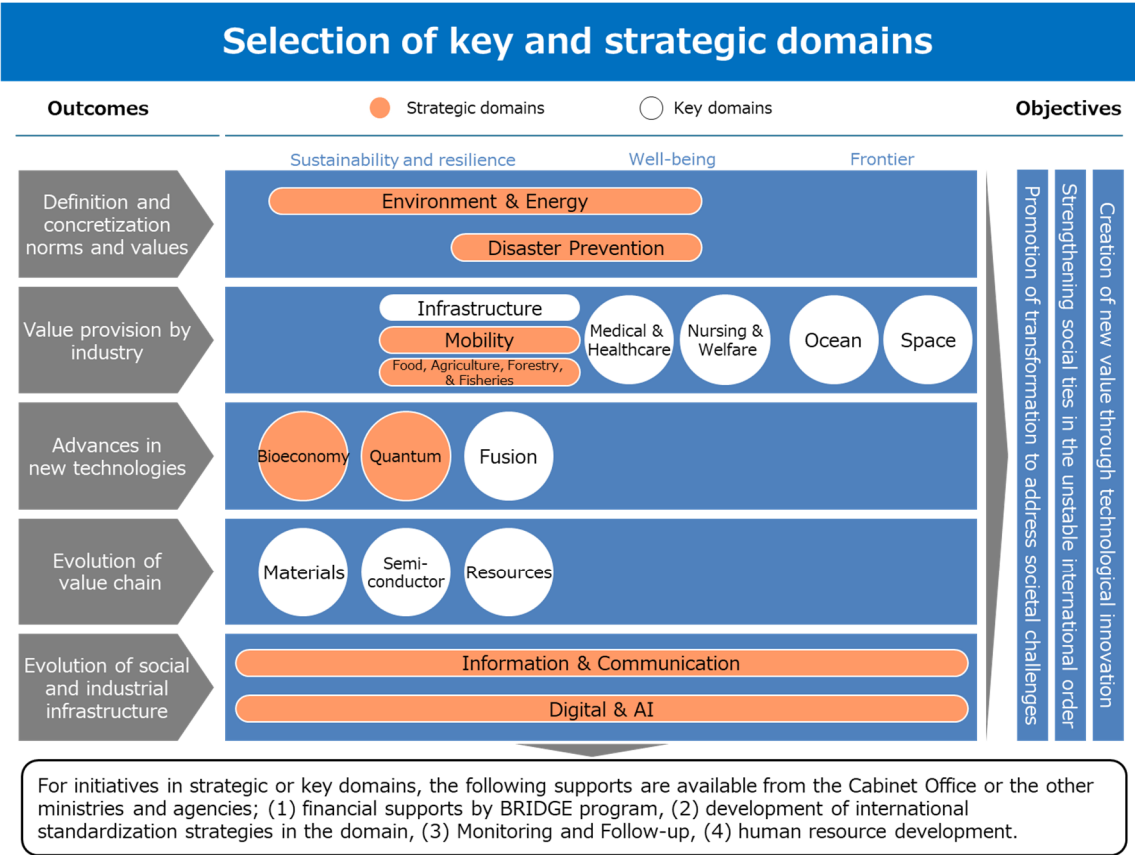 Selection of key and strategic domains
Outcomes
Strategic domains
Key domains
Objectives
Sustainability and resilience
Well-being
Frontier
Definition and
concretization
norms and values
Environment & Energy
Disaster Prevention
Value provision by
industry
Infrastructure
Mobility
Food, Agriculture, Forestry,
& Fisheries
Medical &
Healthcare
Nursing &
Welfare
Ocean
Space
Advances in
new technologies
Bioeconomy
Quantum
Fusion
Evolution of
value chain
Materials
Semi-
conductor
Resources
Evolution of social
and industrial
infrastructure
Information & Communication
Digital & AI
Promotion of transformation to address societal challenges
Strengthening social ties in the unstable international order
Creation of new value through technological innovation
For initiatives in strategic or key domains, the following supports are available from the Cabinet Office or the other
ministries and agencies; (1) financial supports by BRIDGE program, (2) development of international
standardization strategies in the domain, (3) Monitoring and Follow-up, (4) human resource development.